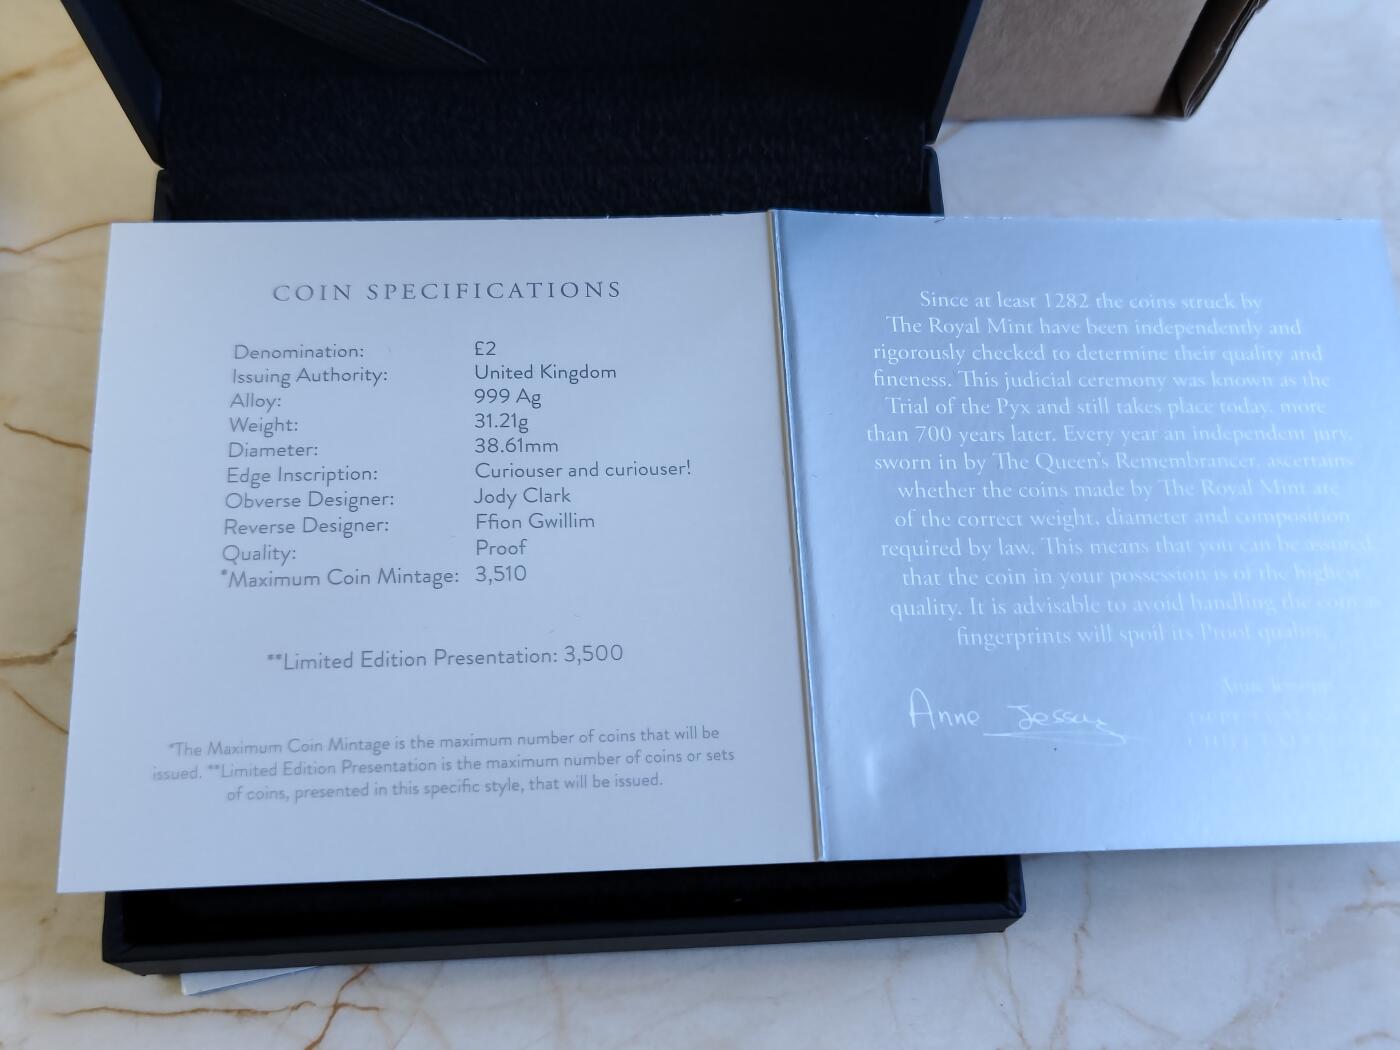 COIN SPECIFICATIONS
Denomination: £2
Issuing Authority: United Kingdom
Alloy: 999 Ag
Weight: 31.21g
Diameter: 38.61mm
Edge Inscription: Curiouser and curiouser!
Obverse Designer: Jody Clark
Reverse Designer: Ffion Gwillim
Quality: Proof
*Maximum Coin Mintage: 3,510
**Limited Edition Presentation: 3,500
*The Maximum Coin Mintage is the maximum number of coins that will be
issued. **Limited Edition Presentation is the maximum number of coins or sets
of coins, presented in this specific style, that will be issued.
Since at least 1282 the coins struck by
The Royal Mint have been independently and
rigorously checked to determine their quality and
fineness. This judicial ceremony was known as the
Trial of the Pyx and still takes place today, more
than 700 years later. Every year an independent jury,
sworn in by The Queen's Remembrancer, ascertains
whether the coins made by The Royal Mint are
of the correct weight, diameter and composition
required by law. This means that you can be assured
that the coin in your possession is of the highest
quality. It is advisable to avoid handling the coin as
fingerprints will spoil its Proof quality.
Anne Jessopp